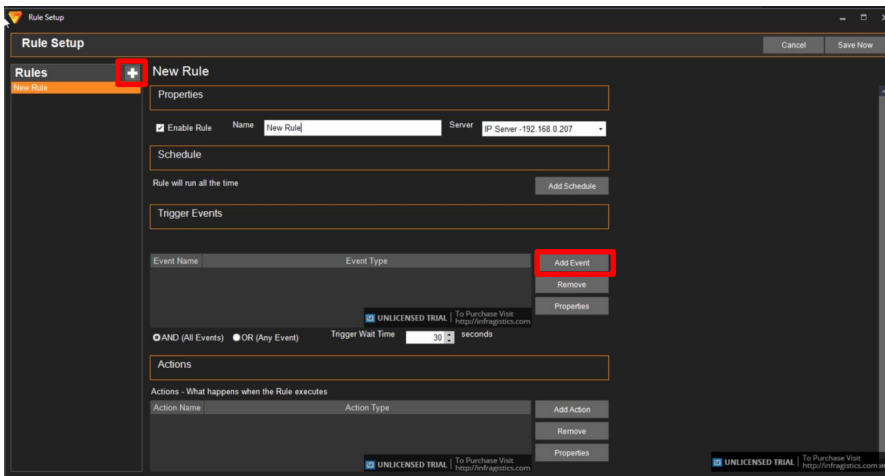 Rule Setup
Rule Setup
Cancel
Save Now
Rules
New Rule
New Rule
Properties
Enable Rule
Name
New Rule
Server
IP Server -192.168.0.207
Schedule
Rule will run all the time
Add Schedule
Trigger Events
Event Name
Event Type
Add Event
Remove
Properties
UNLICENSED TRIAL | To Purchase Visit
http://infragistics.com
AND (All Events) OR (Any Event)
Trigger Wait Time
30
seconds
Actions
Actions - What happens when the Rule executes
Action Name
Action Type
Add Action
Remove
Properties
UNLICENSED TRIAL | To Purchase Visit
http://infragistics.com
UNLICENSED TRIAL | To Purchase Visit
http://infragistics.com